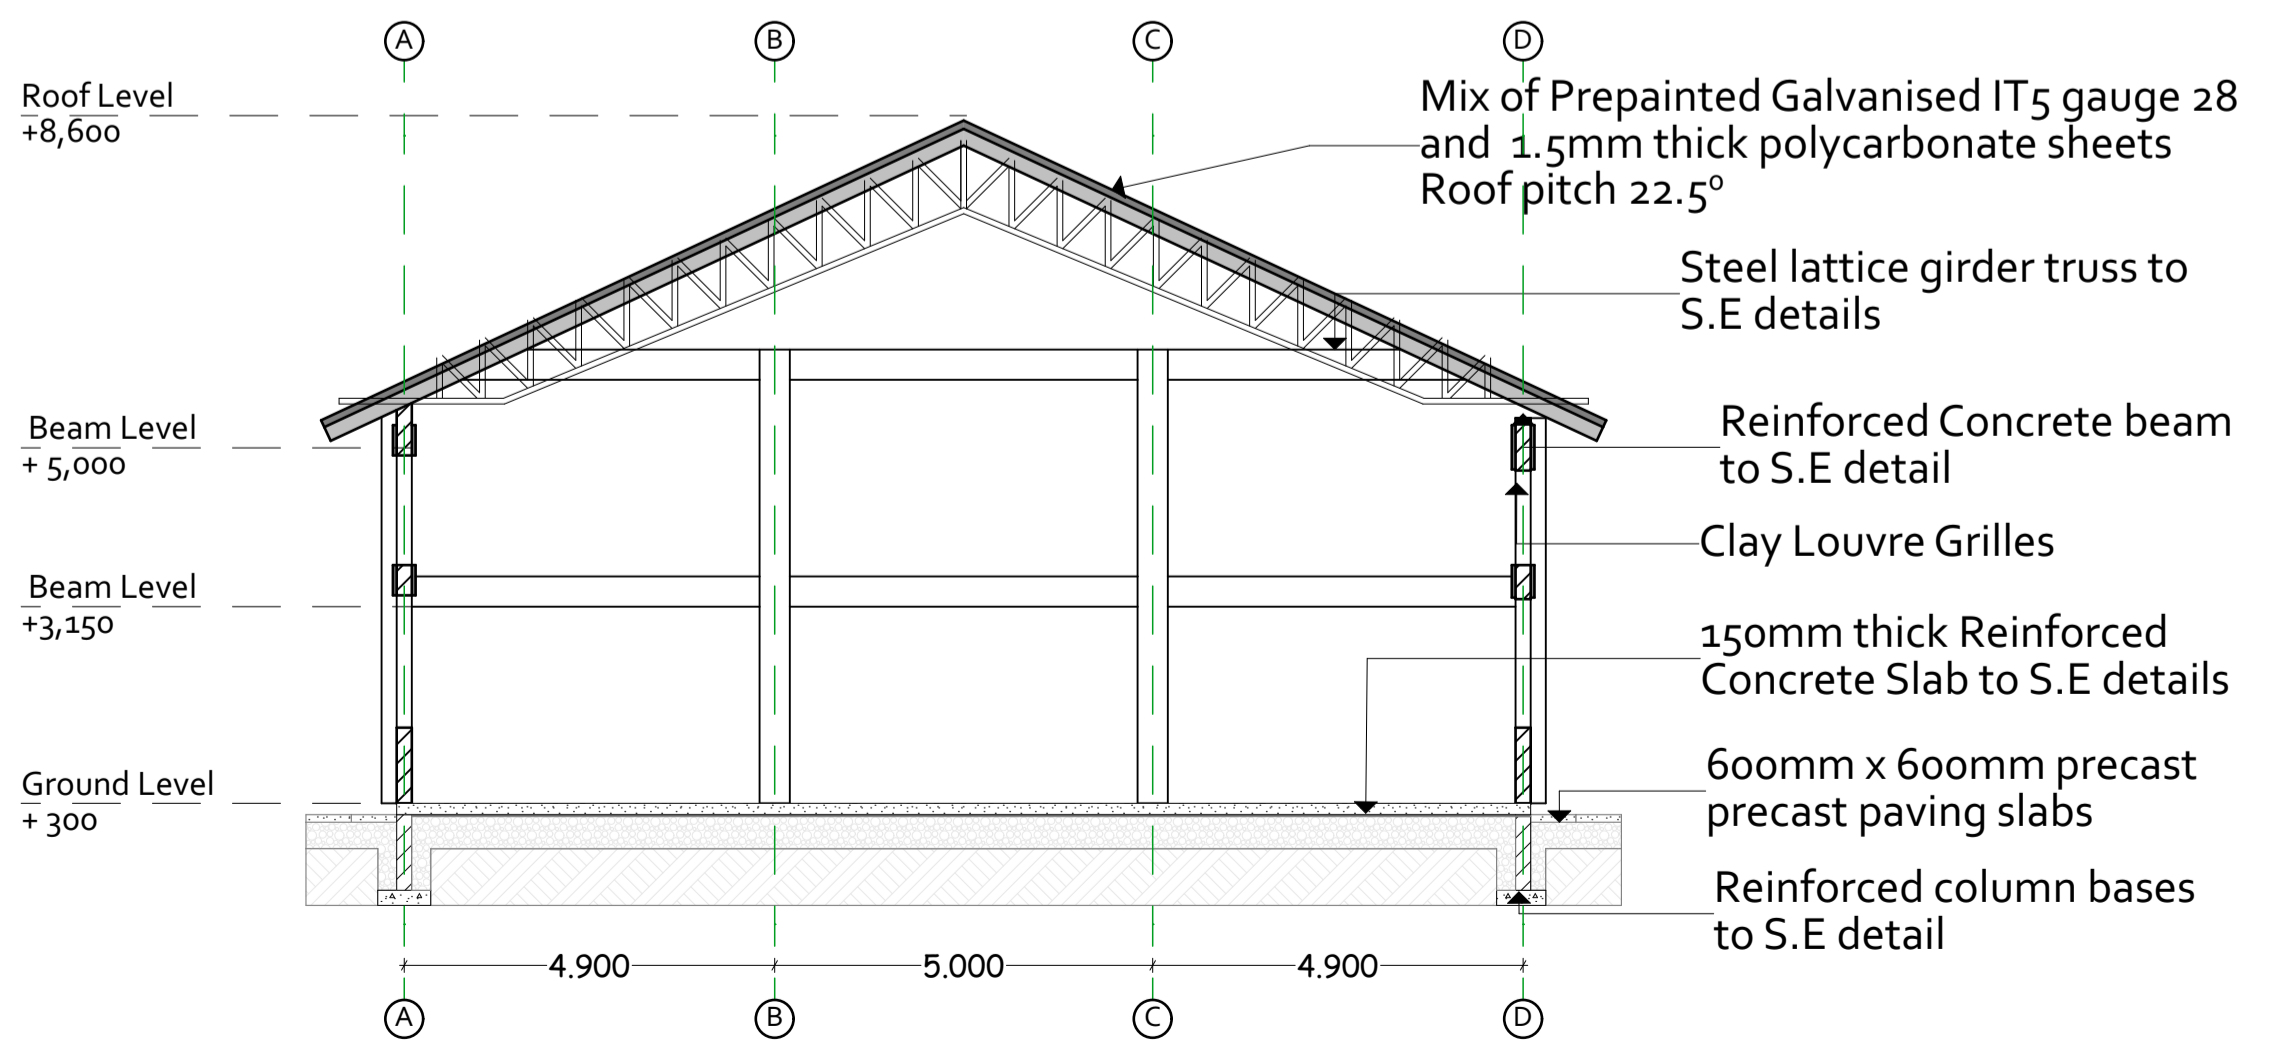 A
B
C
D
Roof Level
+8,600
Mix of Prepainted Galvanised IT5 gauge 28
and 1.5mm thick polycarbonate sheets
Roof pitch 22.5º
Steel lattice girder truss to
S.E details
Beam Level
+ 5,000
Reinforced Concrete beam
to S.E detail
Clay Louvre Grilles
Beam Level
+3,150
150mm thick Reinforced
Concrete Slab to S.E details
Ground Level
+ 300
600mm x 600mm precast
precast paving slabs
Reinforced column bases
to S.E detail
4.900
5.000
4.900
A
B
C
D